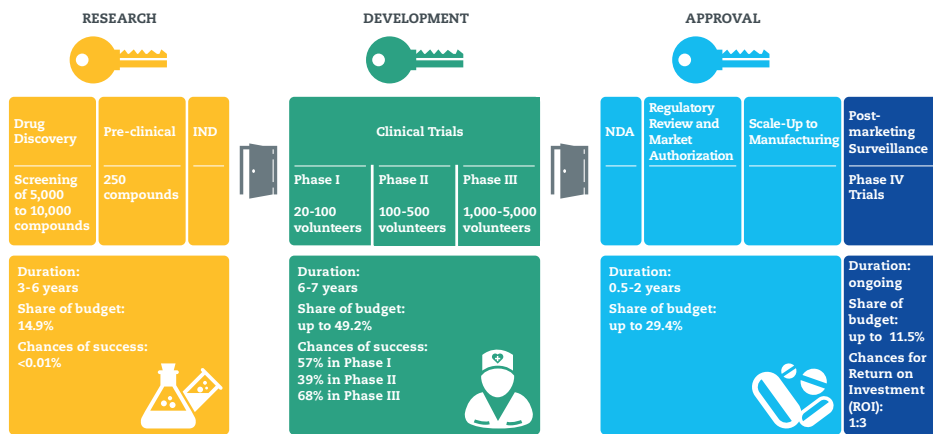 RESEARCH
DEVELOPMENT
APPROVAL
Drug
Discovery
Screening
of 5,000
to 10,000
compounds
Pre-clinical
250
compounds
IND
Clinical Trials
Phase I
20-100
volunteers
Phase II
100-500
volunteers
Phase III
1,000-5,000
volunteers
NDA
Regulatory
Review and
Market
Authorization
Scale-Up to
Manufacturing
Post-
marketing
Surveillance
Phase IV
Trials
Duration:
3-6 years
Share of budget:
14.9%
Chances of success:
<0.01%
Duration:
6-7 years
Share of budget:
up to 49.2%
Chances of success:
57% in Phase I
39% in Phase II
68% in Phase III
Duration:
0.5-2 years
Share of budget:
up to 29.4%
Duration:
ongoing
Share of
budget:
up to 11.5%
Chances for
Return on
Investment
(ROI):
1:3